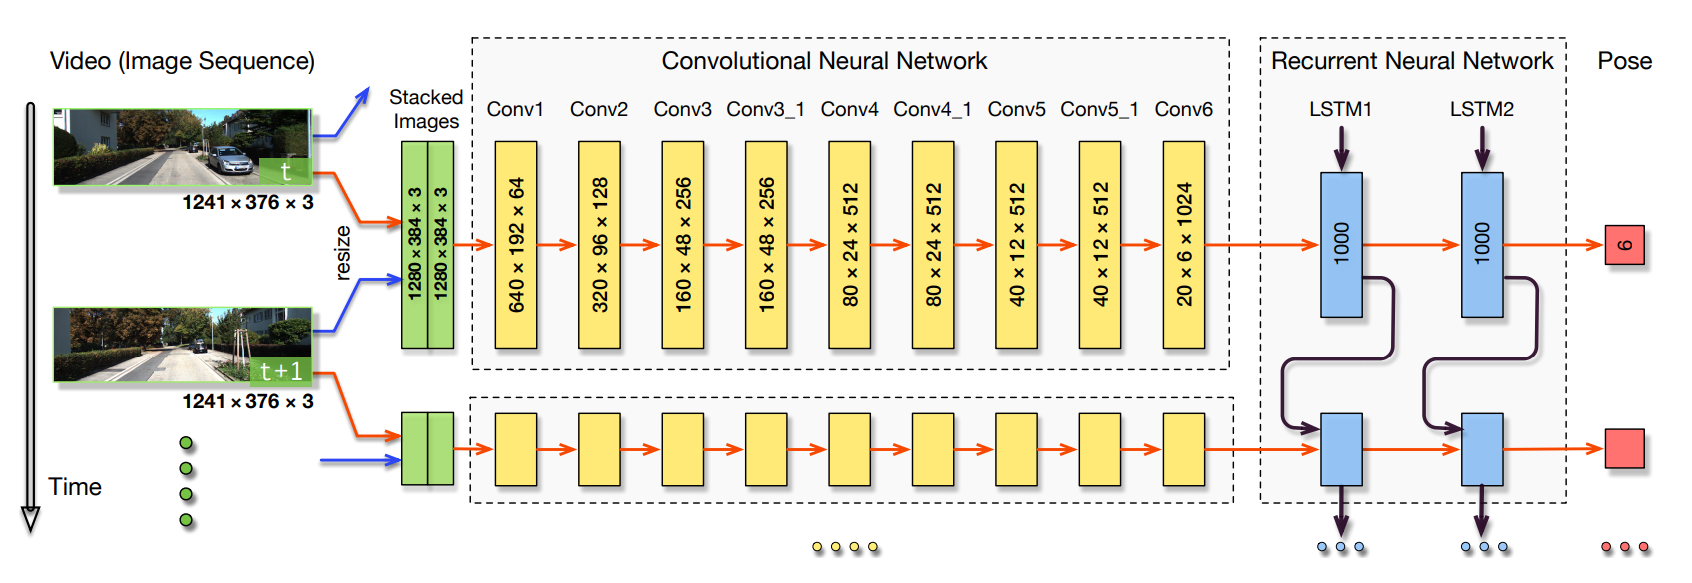 Video (Image Sequence)
t
1241 × 376 × 3
t+1
1241 × 376 × 3
Time
resize
Stacked
Images
1280 × 384 × 3
1280 × 384 × 3
Convolutional Neural Network
Conv1
Conv2
Conv3
Conv3_1
Conv4
Conv4_1
Conv5
Conv5_1
Conv6
640 × 192 × 64
320 × 96 × 128
160 × 48 × 256
160 × 48 × 256
80 × 24 × 512
80 × 24 × 512
40 × 12 × 512
40 × 12 × 512
20 × 6 × 1024
Recurrent Neural Network
LSTM1
LSTM2
1000
1000
Pose
6